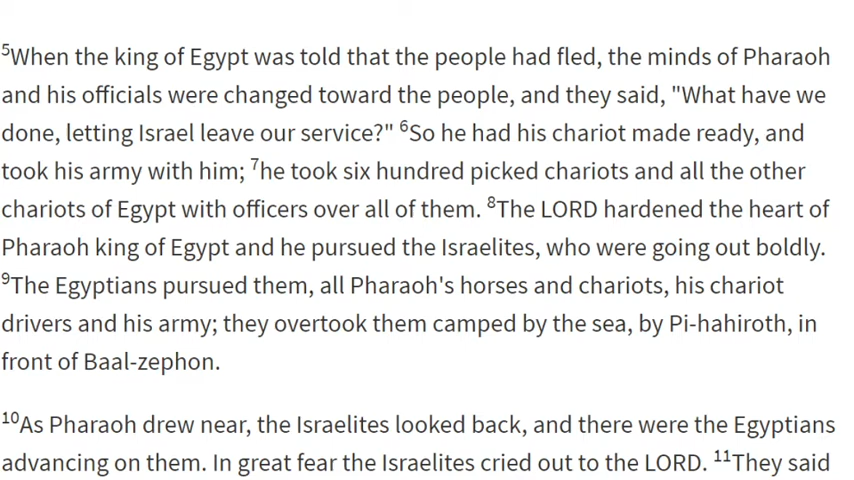 5When the king of Egypt was told that the people had fled, the minds of Pharaoh
and his officials were changed toward the people, and they said, "What have we
done, letting Israel leave our service?" 6So he had his chariot made ready, and
took his army with him; 7he took six hundred picked chariots and all the other
chariots of Egypt with officers over all of them. 8The LORD hardened the heart of
Pharaoh king of Egypt and he pursued the Israelites, who were going out boldly.
9The Egyptians pursued them, all Pharaoh's horses and chariots, his chariot
drivers and his army; they overtook them camped by the sea, by Pi-hahiroth, in
front of Baal-zephon.
10As Pharaoh drew near, the Israelites looked back, and there were the Egyptians
advancing on them. In great fear the Israelites cried out to the LORD. 11They said